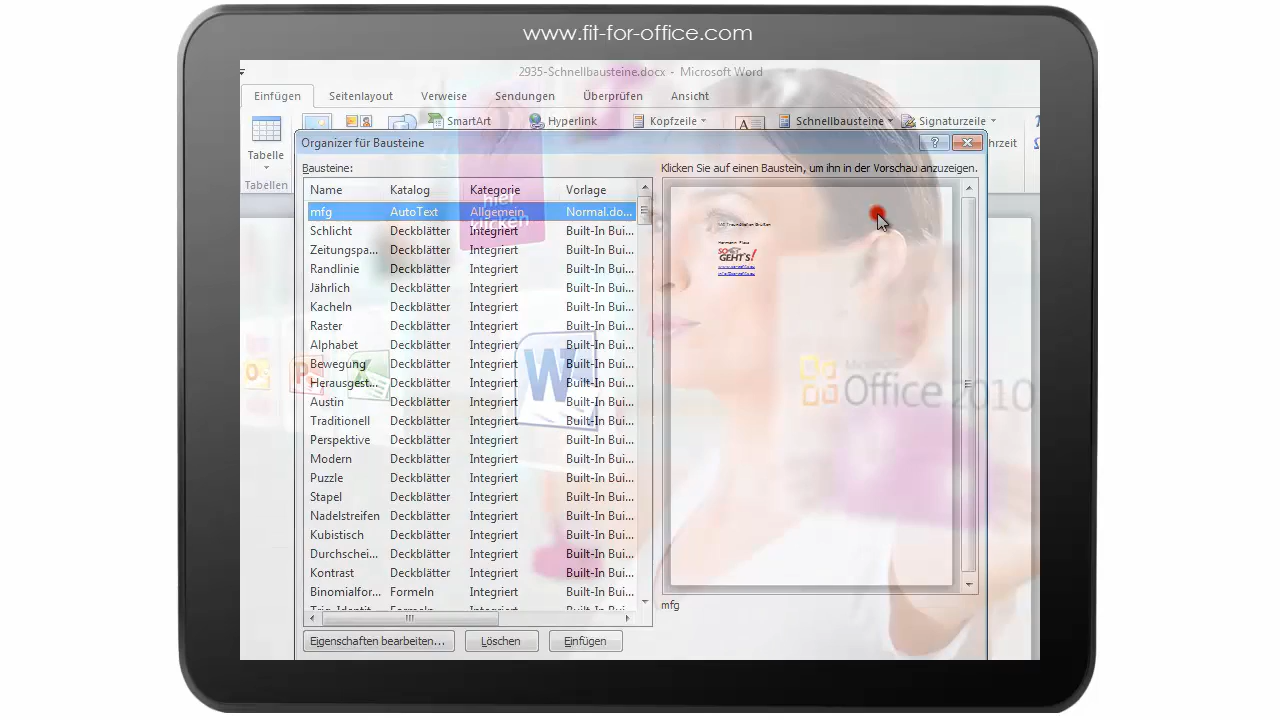 www.fit-for-office.com
2935-Schnellbausteine.docx - Microsoft Word
Einfügen Seitenlayout Verweise Sendungen Überprüfen Ansicht
SmartArt Hyperlink Kopfzeile Schnellbausteine Signaturzeile
Tabelle
hrzeit
Tabellen
Organizer für Bausteine
Bausteine: Klicken Sie auf einen Baustein, um ihn in der Vorschau anzuzeigen.
Name Katalog Kategorie Vorlage
hier
klicken
mfg AutoText Allgemein Normal.do...
Schlicht Deckblätter Integriert Built-In Bui...
Zeitungspa... Deckblätter Integriert Built-In Bui...
Randlinie Deckblätter Integriert Built-In Bui...
Jährlich Deckblätter Integriert Built-In Bui...
Kacheln Deckblätter Integriert Built-In Bui...
Raster Deckblätter Integriert Built-In Bui...
Alphabet Deckblätter Integriert Built-In Bui...
Bewegung Deckblätter Integriert Built-In Bui...
Herausgest... Deckblätter Integriert Built-In Bui...
Austin Deckblätter Integriert Built-In Bui...
Traditionell Deckblätter Integriert Built-In Bui...
Perspektive Deckblätter Integriert Built-In Bui...
Modern Deckblätter Integriert Built-In Bui...
Puzzle Deckblätter Integriert Built-In Bui...
Stapel Deckblätter Integriert Built-In Bui...
Nadelstreifen Deckblätter Integriert Built-In Bui...
Kubistisch Deckblätter Integriert Built-In Bui...
Durchschei... Deckblätter Integriert Built-In Bui...
Kontrast Deckblätter Integriert Built-In Bui...
Binomialfor... Formeln Integriert Built-In Bui...
GEHT's!
Microsoft
Office 2010
mfg
Eigenschaften bearbeiten... Löschen Einfügen